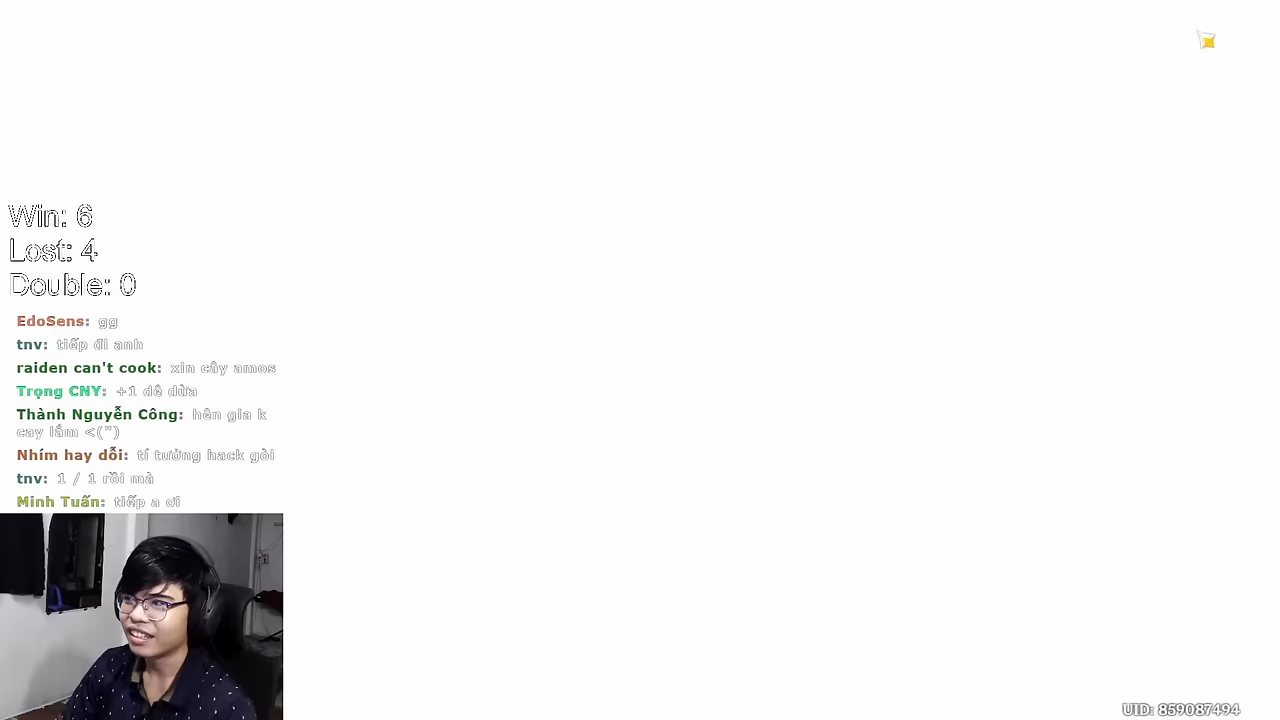 Win: 6
Lost: 4
Double: 0
EdoSens: gg
tnv: tiếp đi anh
raiden can't cook: xin cây amos
Trọng CNY: +1 dê dừa
Thành Nguyễn Công: hên gia k
cay lắm <(")
Nhím hay dỗi: tí tưởng hack gòi
tnv: 1 / 1 rồi mà
Minh Tuấn: tiếp a ơi
UID: 859087494